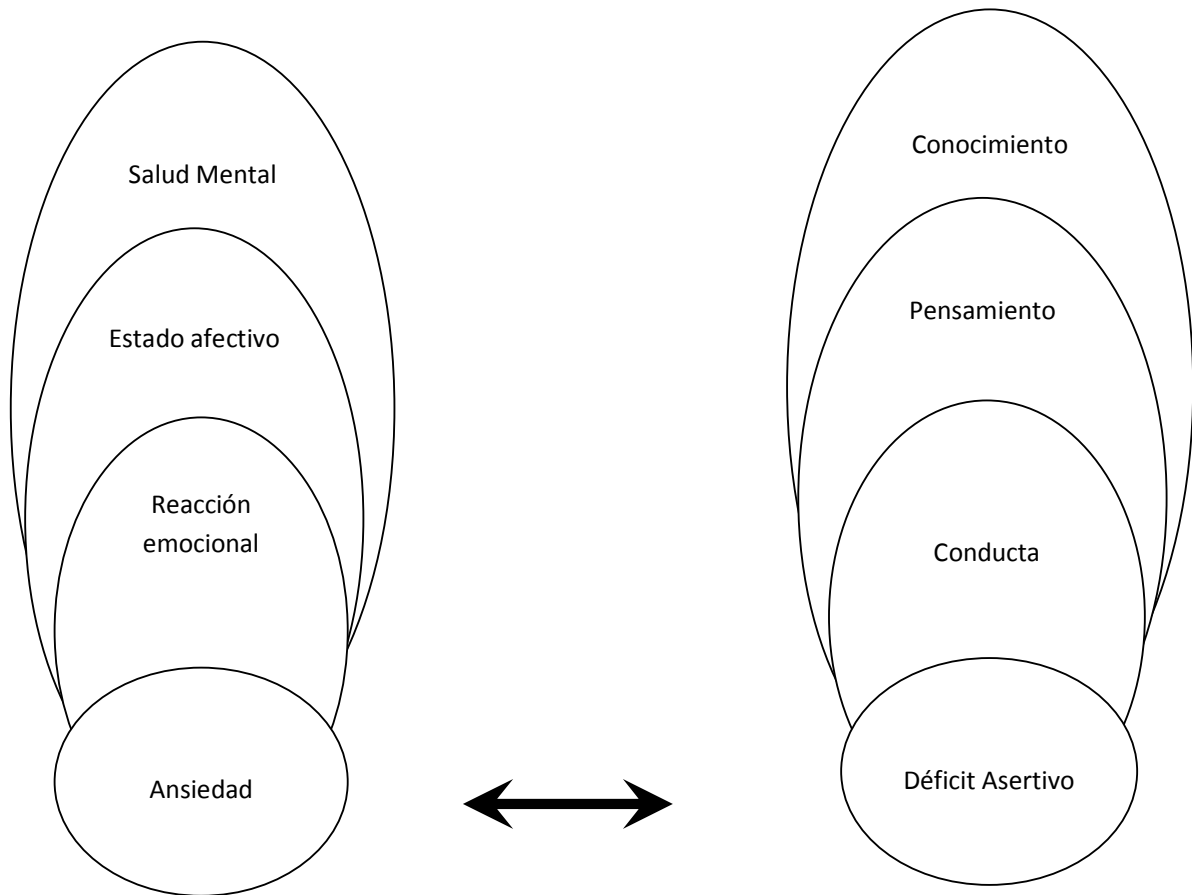 Salud Mental
Estado afectivo
Reacción
emocional
Ansiedad
Conocimiento
Pensamiento
Conducta
Déficit Asertivo